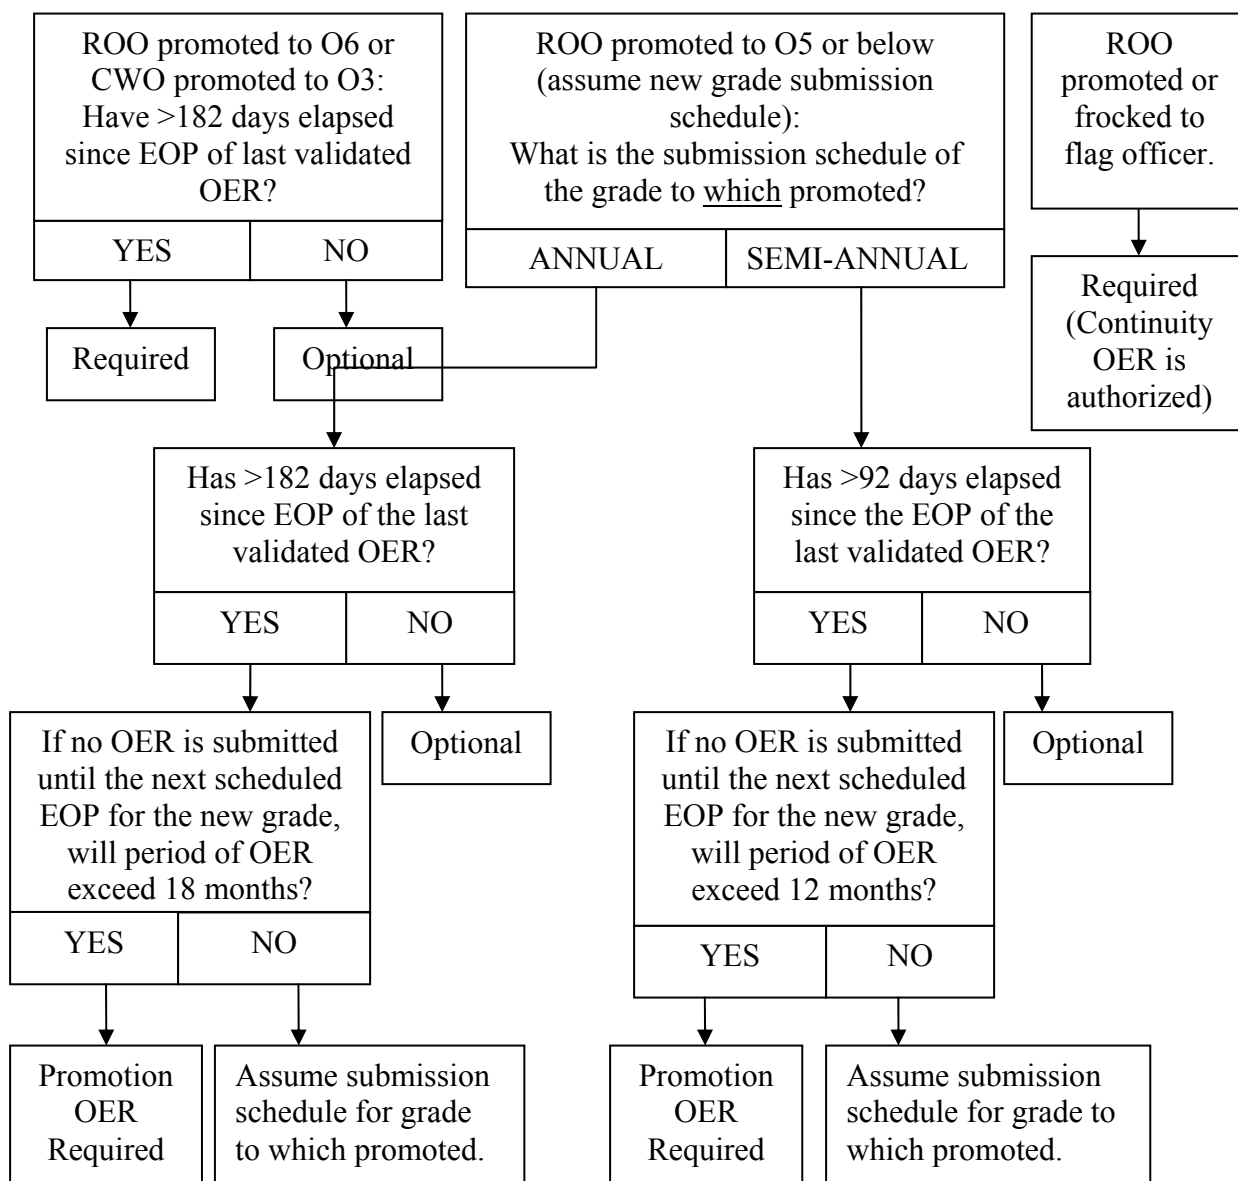 ROO promoted to O6 or
CWO promoted to O3:
Have >182 days elapsed
since EOP of last validated
OER?
YES
NO
Required
Optional
ROO promoted to O5 or below
(assume new grade submission
schedule):
What is the submission schedule of
the grade to which promoted?
ANNUAL
SEMI-ANNUAL
ROO
promoted or
frocked to
flag officer.
Required
(Continuity
OER is
authorized)
Has >182 days elapsed
since EOP of the last
validated OER?
YES
NO
Has >92 days elapsed
since the EOP of the
last validated OER?
YES
NO
If no OER is submitted
until the next scheduled
EOP for the new grade,
will period of OER
exceed 18 months?
YES
NO
Optional
If no OER is submitted
until the next scheduled
EOP for the new grade,
will period of OER
exceed 12 months?
YES
NO
Optional
Promotion
OER
Required
Assume submission
schedule for grade
to which promoted.
Promotion
OER
Required
Assume submission
schedule for grade to
which promoted.